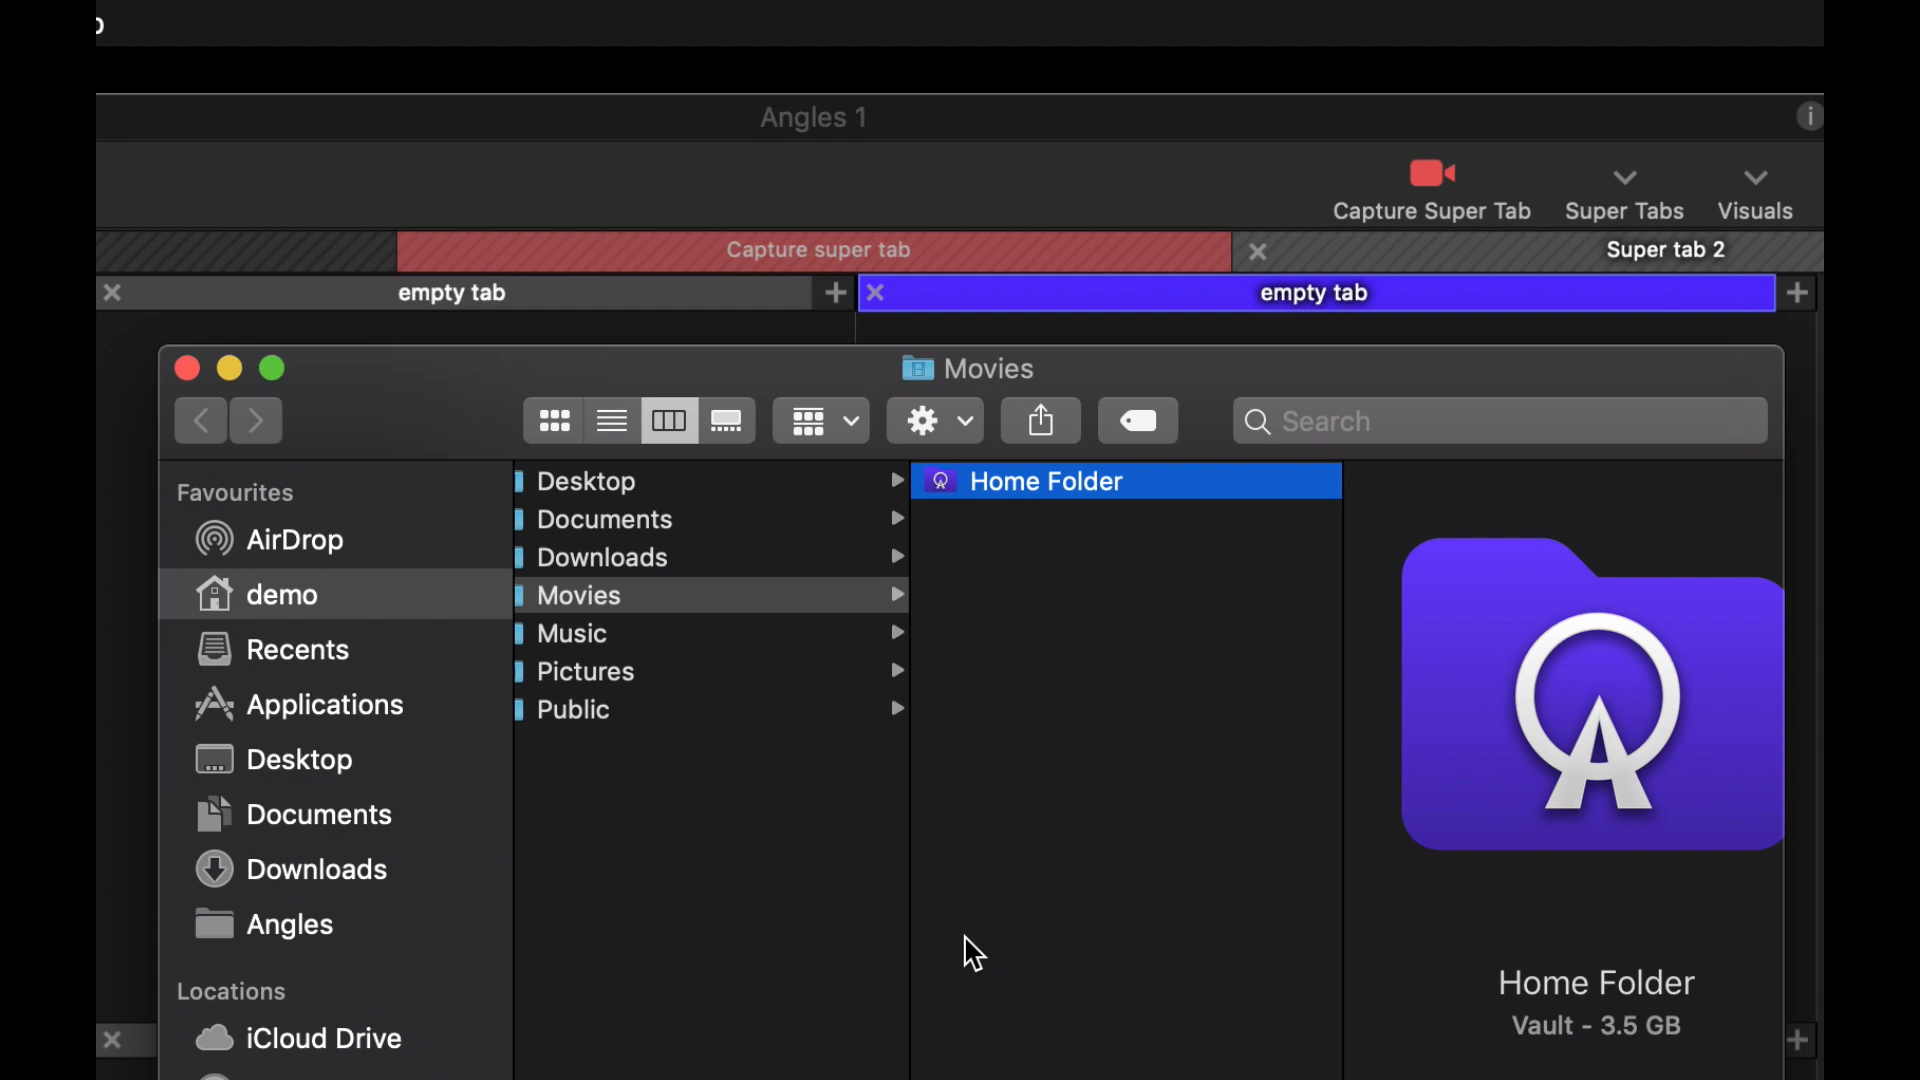 Angles 1
Capture Super Tab
Super Tabs
Visuals
Capture super tab
Super tab 2
empty tab
empty tab
Movies
Search
Favourites
AirDrop
demo
Recents
Applications
Desktop
Documents
Downloads
Angles
Locations
iCloud Drive
Desktop
Documents
Downloads
Movies
Music
Pictures
Public
Home Folder
Home Folder
Vault - 3.5 GB